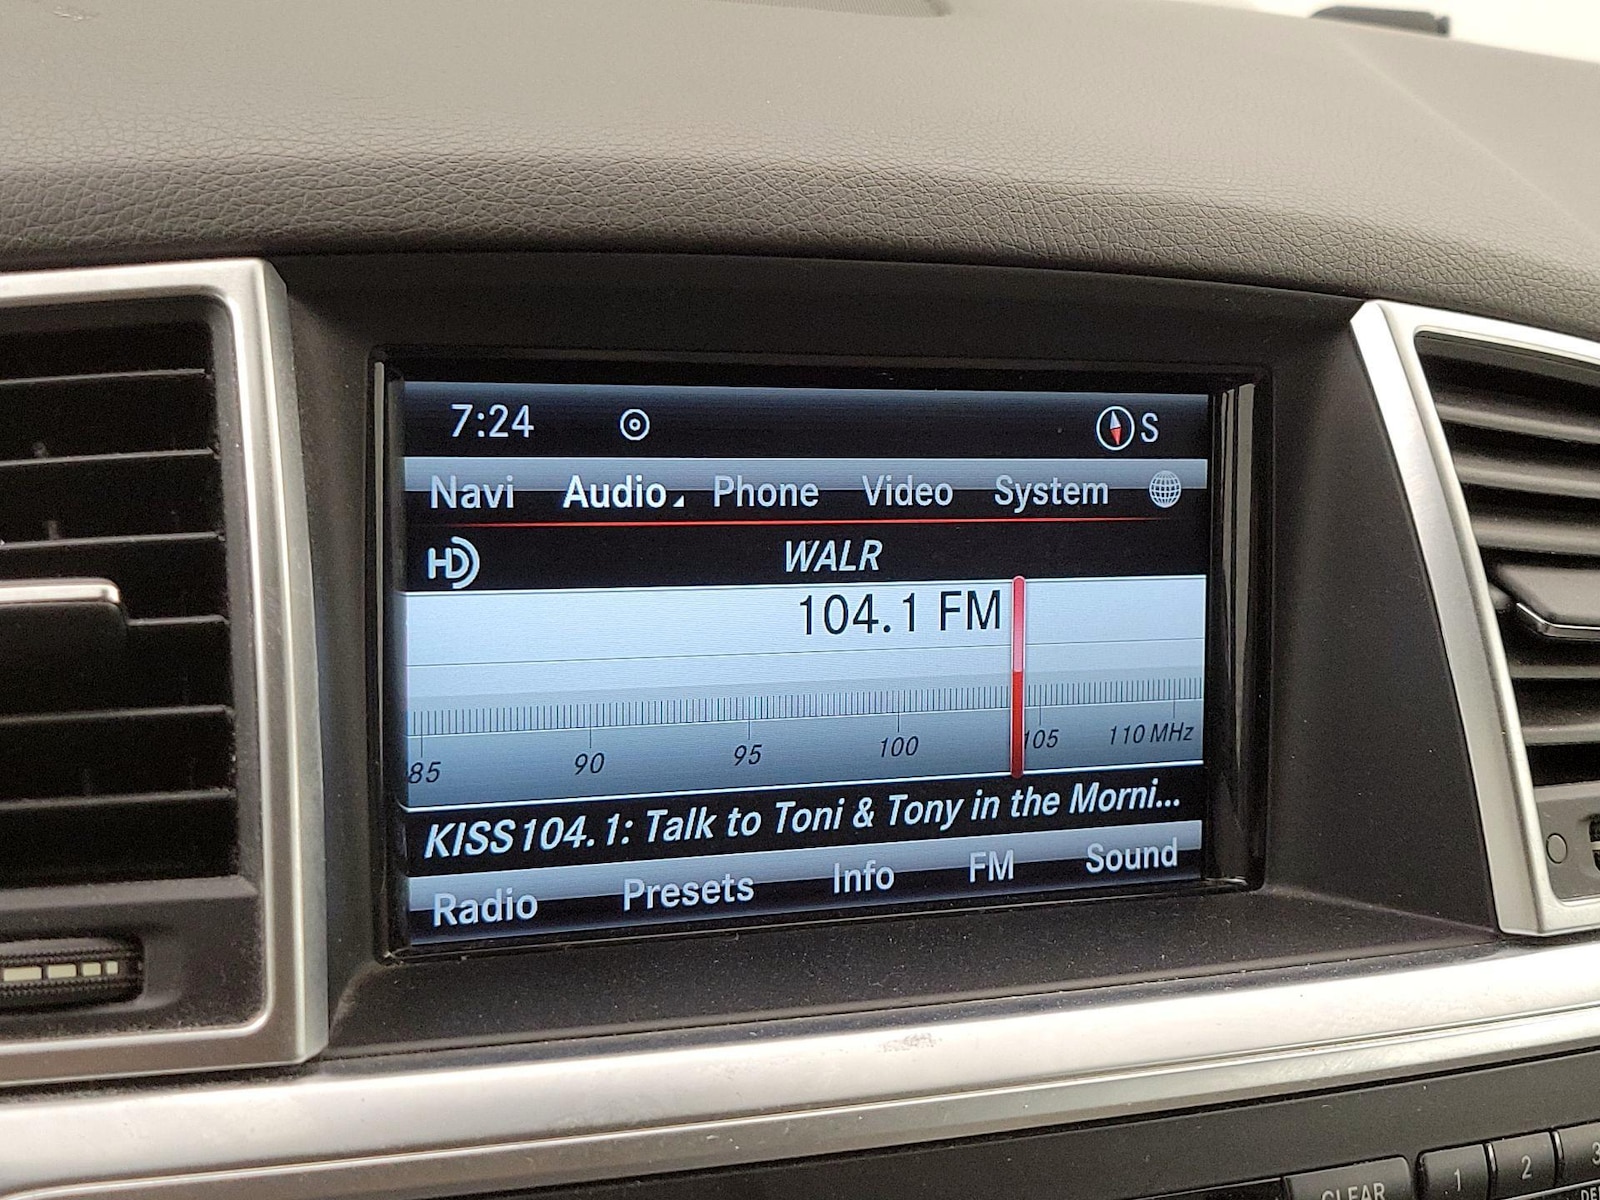 7:24 S
Navi Audio Phone Video System
HD WALR
104.1 FM
85 90 95 100 105 110 MHz
KISS104.1: Talk to Toni & Tony in the Morni...
Radio Presets Info FM Sound
CLEAR 1 2 3